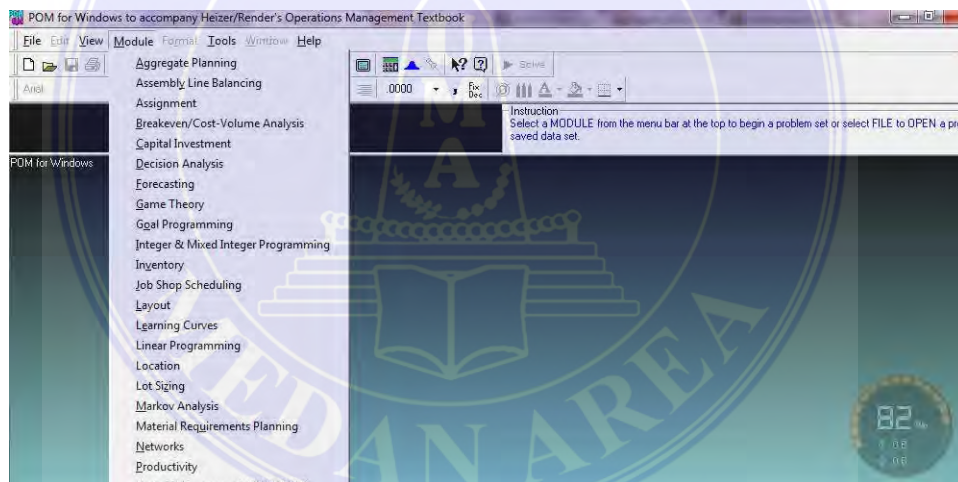 POM for Windows to accompany Heizer/Render's Operations Management Textbook
File Edit View Module Format Tools Window Help
Solve
Arial
.0000 , Fix Dec A
Instruction
Select a MODULE from the menu bar at the top to begin a problem set or select FILE to OPEN a pr
saved data set.
POM for Windows
Aggregate Planning
Assembly Line Balancing
Assignment
Breakeven/Cost-Volume Analysis
Capital Investment
Decision Analysis
Forecasting
Game Theory
Goal Programming
Integer & Mixed Integer Programming
Inventory
Job Shop Scheduling
Layout
Learning Curves
Linear Programming
Location
Lot Sizing
Markov Analysis
Material Requirements Planning
Networks
Productivity
82%
MEDAN AREA